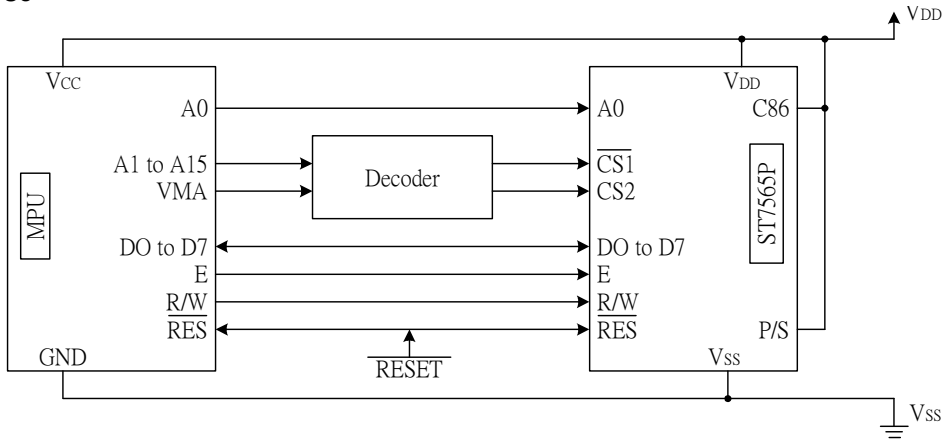 VDD
VCC
MPU
A0
A1 to A15
VMA
DO to D7
E
R/W
RES
GND
Decoder
RESET
VDD
A0
C86
CS1
CS2
ST7565P
DO to D7
E
R/W
RES
P/S
VSS
VSS